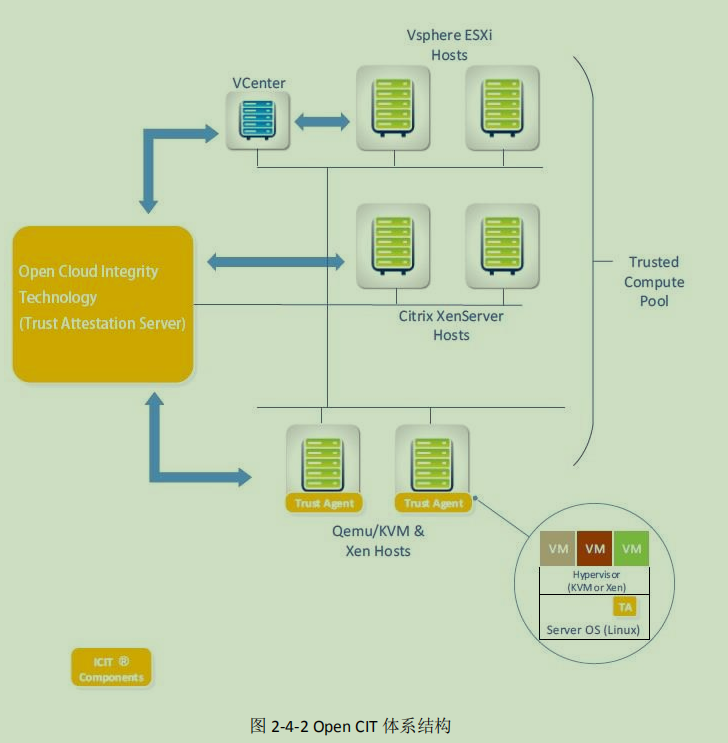 Vsphere ESXi
Hosts
VCenter
Open Cloud Integrity
Technology
(Trust Attestation Server)
Trusted
Compute
Pool
Citrix XenServer
Hosts
Trust Agent
Trust Agent
Qemu/KVM &
Xen Hosts
VM VM VM
Hypervisor
(KVM or Xen)
TA
Server OS (Linux)
ICIT ®
Components
图 2-4-2 Open CIT 体系结构